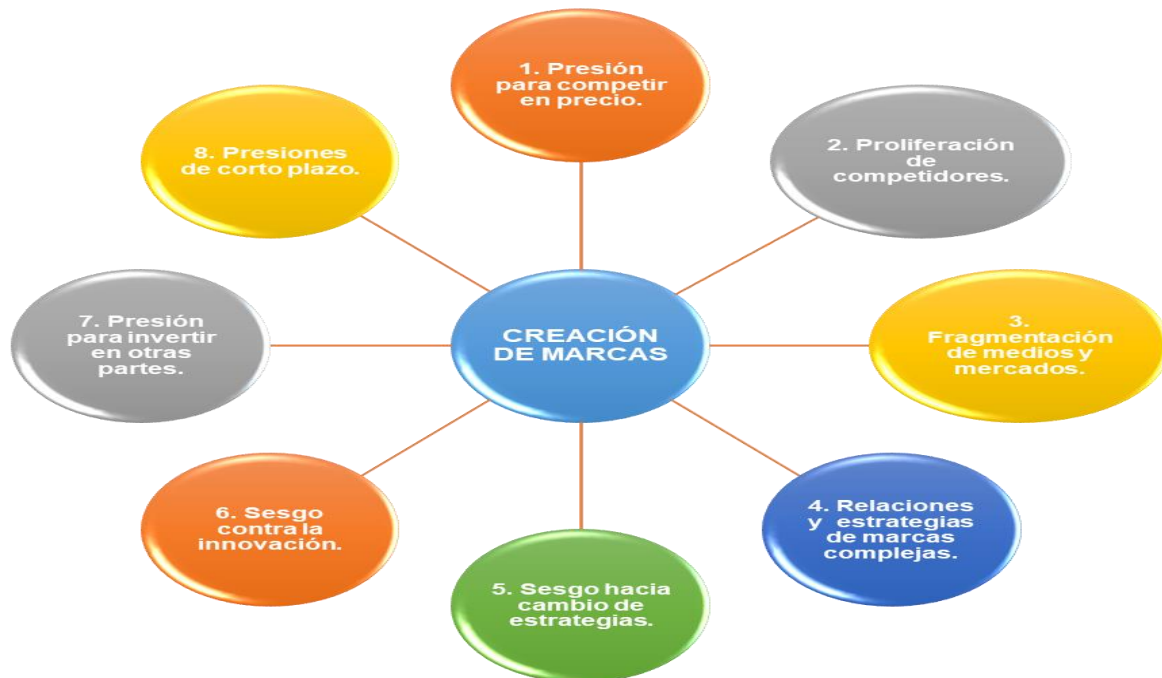 1. Presión
para competir
en precio.
2. Proliferación
de
competidores.
3.
Fragmentación
de medios y
mercados.
4. Relaciones
y estrategias
de marcas
complejas.
5. Sesgo hacia
cambio de
estrategias.
6. Sesgo
contra la
innovación.
7. Presión
para invertir
en otras
partes.
8. Presiones
de corto plazo.
CREACIÓN
DE MARCAS